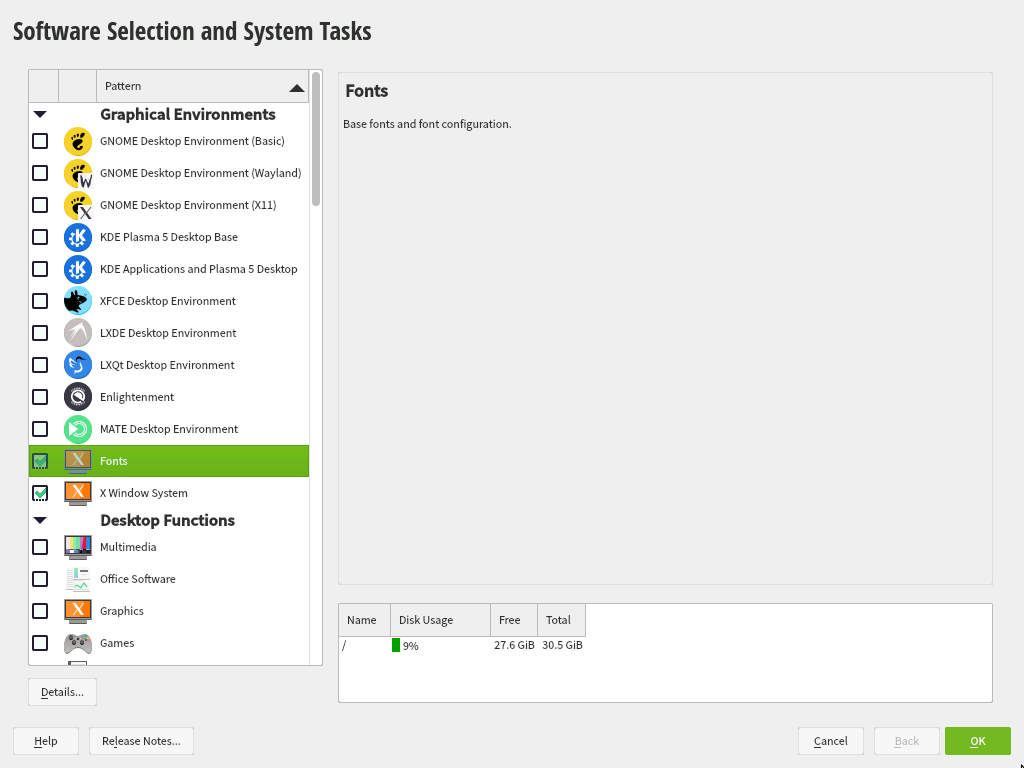 Software Selection and System Tasks
Pattern
Graphical Environments
GNOME Desktop Environment (Basic)
GNOME Desktop Environment (Wayland)
GNOME Desktop Environment (X11)
KDE Plasma 5 Desktop Base
KDE Applications and Plasma 5 Desktop
XFCE Desktop Environment
LXDE Desktop Environment
LXQt Desktop Environment
Enlightenment
MATE Desktop Environment
Fonts
X Window System
Desktop Functions
Multimedia
Office Software
Graphics
Games
Details...
Fonts
Base fonts and font configuration.
Name Disk Usage Free Total
/ 9% 27.6 GiB 30.5 GiB
Help Release Notes... Cancel Back OK